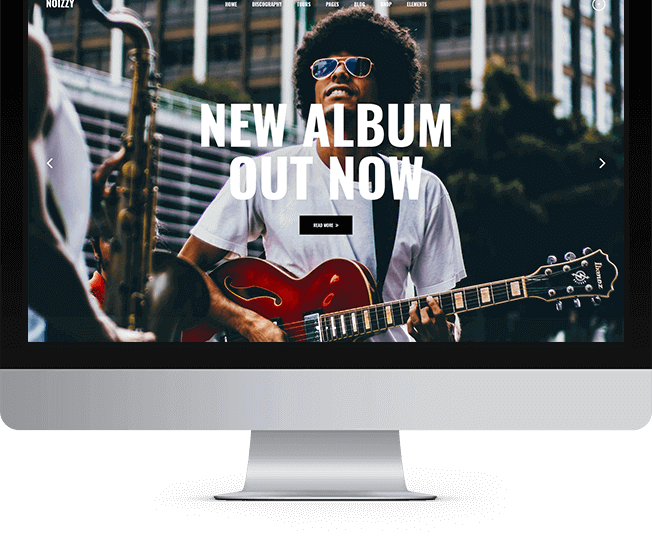 NOIZZY
HOME DISCOGRAPHY TOURS PAGES BLOG SHOP ELEMENTS
NEW ALBUM
OUT NOW
READ MORE
Ibanez